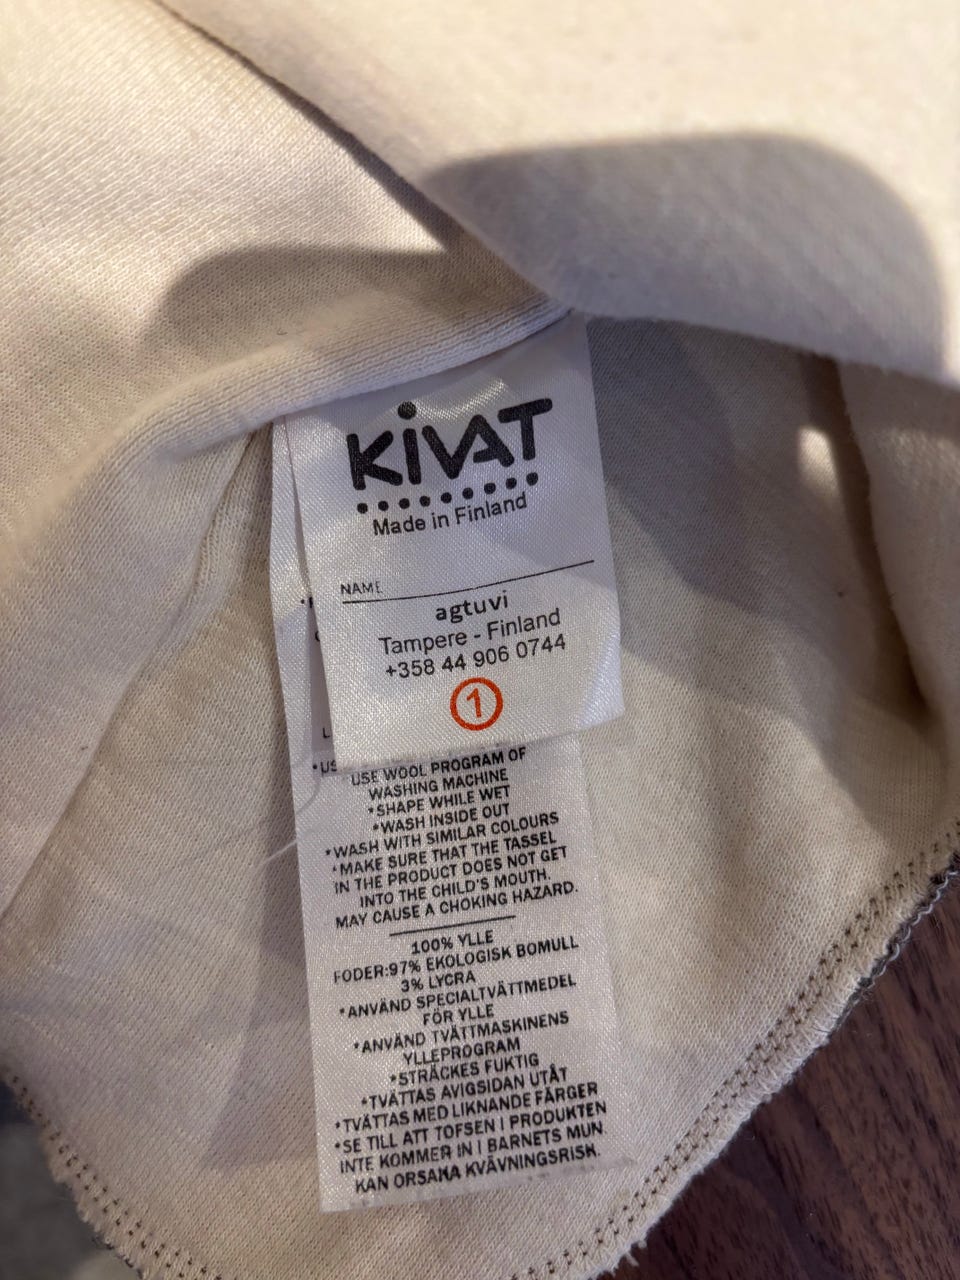 KiVAT
Made in Finland
NAME
agtuvi
Tampere - Finland
+358 44 906 0744
1
*US
USE WOOL PROGRAM OF
WASHING MACHINE
*SHAPE WHILE WET
*WASH INSIDE OUT
*WASH WITH SIMILAR COLOURS
*MAKE SURE THAT THE TASSEL
IN THE PRODUCT DOES NOT GET
INTO THE CHILD'S MOUTH.
MAY CAUSE A CHOKING HAZARD.
100% YLLE
FODER:97% EKOLOGISK BOMULL
3% LYCRA
*ANVÄND SPECIALTVÄTTMEDEL
FÖR YLLE
*ANVÄND TVÄTTMASKINENS
YLLEPROGRAM
*STRÄCKES FUKTIG
*TVÄTTAS AVIGSIDAN UTÅT
*TVÄTTAS MED LIKNANDE FÄRGER
*SE TILL ATT TOFSEN I PRODUKTEN
INTE KOMMER IN I BARNETS MUN.
KAN ORSAKA KVÄVNINGSRISK.